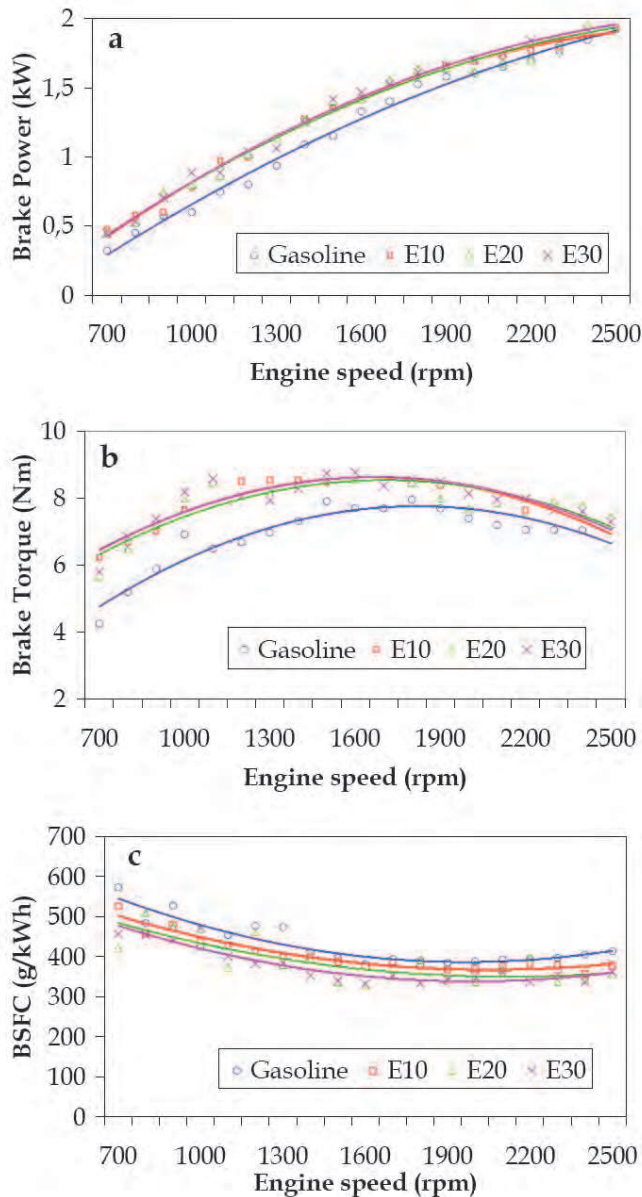 a
Brake Power (kW)
2
1,5
1
0,5
0
Gasoline E10 E20 E30
700 1000 1300 1600 1900 2200 2500
Engine speed (rpm)
b
Brake Torque (Nm)
10
8
6
4
2
Gasoline E10 E20 E30
700 1000 1300 1600 1900 2200 2500
Engine speed (rpm)
c
BSFC (g/kWh)
700
600
500
400
300
200
100
0
Gasoline E10 E20 E30
700 1000 1300 1600 1900 2200 2500
Engine speed (rpm)